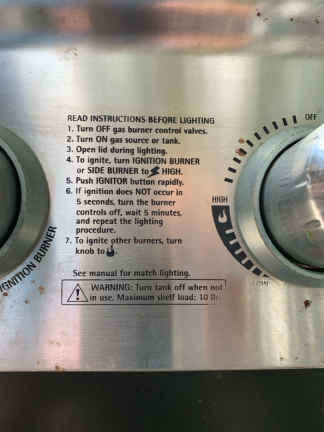 READ INSTRUCTIONS BEFORE LIGHTING
1. Turn OFF gas burner control valves.
2. Turn ON gas source or tank.
3. Open lid during lighting.
4. To ignite, turn IGNITION BURNER
or SIDE BURNER to HIGH.
5. Push IGNITOR button rapidly.
6. If ignition does NOT occur in
5 seconds, turn the burner
controls off, wait 5 minutes,
and repeat the lighting
procedure.
7. To ignite other burners, turn
knob to .
See manual for match lighting.
WARNING: Turn tank off when not
in use. Maximum shelf load: 10 lb.
IGNITION BURNER
OFF
HIGH